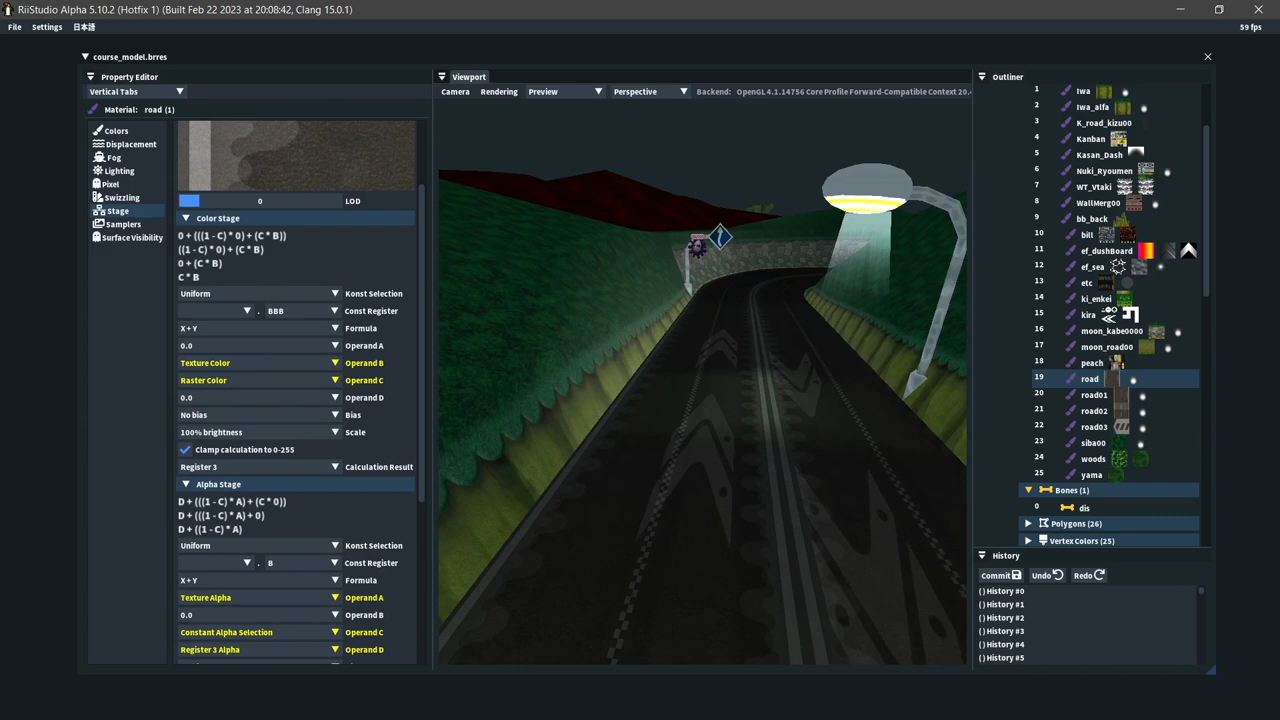 RiiStudio Alpha 5.10.2 (Hotfix 1) (Built Feb 22 2023 at 20:08:42, Clang 15.0.1)
File Settings 日本語 59 fps
course_model.brres
Property Editor
Vertical Tabs
Material: road (1)
Colors
Displacement
Fog
Lighting
Pixel
Swizzling
Stage
Samplers
Surface Visibility
0 LOD
Color Stage
0 + (((1 - C) * 0) + (C * B))
((1 - C) * 0) + (C * B)
0 + (C * B)
C * B
Uniform Konst Selection
. BBB Const Register
X + Y Formula
0.0 Operand A
Texture Color Operand B
Raster Color Operand C
0.0 Operand D
No bias Bias
100% brightness Scale
Clamp calculation to 0-255
Register 3 Calculation Result
Alpha Stage
D + (((1 - C) * A) + (C * 0))
D + (((1 - C) * A) + 0)
D + ((1 - C) * A)
Uniform Konst Selection
. B Const Register
X + Y Formula
Texture Alpha Operand A
0.0 Operand B
Constant Alpha Selection Operand C
Register 3 Alpha Operand D
Viewport
Camera Rendering Preview Perspective Backend: OpenGL 4.1.14756 Core Profile Forward-Compatible Context 20.
Outliner
1 Iwa
2 Iwa_alfa
3 K_road_kizu00
4 Kanban
5 Kasan_Dash
6 Nuki_Ryoumen
7 WT_Vtaki
8 WallMerg00
9 bb_back
10 bill
11 ef_dushBoard
12 ef_sea
13 etc
14 ki_enkei
15 kira
16 moon_kabe0000
17 moon_road00
18 peach
19 road
20 road01
21 road02
22 road03
23 siba00
24 woods
25 yama
Bones (1)
0 dis
Polygons (26)
Vertex Colors (25)
History
Commit Undo Redo
() History #0
() History #1
() History #2
() History #3
() History #4
() History #5